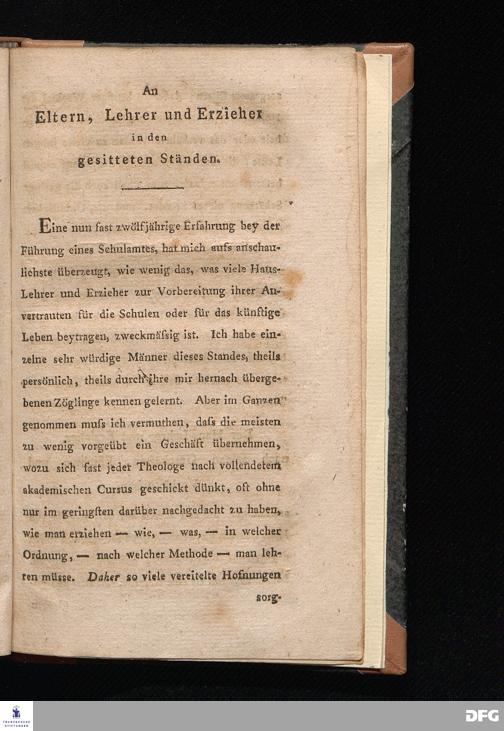 An
Eltern, Lehrer und Erzieher
in den
gesitteten Ständen.
Eine nun fast zwölfjährige Erfahrung bey der
Führung eines Schulamtes, hat mich aufs anschau-
lichste überzeugt, wie wenig das, was viele Haus-
Lehrer und Erzieher zur Vorbereitung ihrer An-
vertrauten für die Schulen oder für das künftige
Leben beytragen, zweckmäſsig ist. Ich habe ein-
zelne sehr würdige Männer dieses Standes, theils
persönlich, theils durch ihre mir hernach überge-
benen Zöglinge kennen gelernt. Aber im Ganzen
genommen muſs ich vermuthen, daſs die meisten
zu wenig vorgeübt ein Geschäft übernehmen,
wozu sich fast jeder Theologe nach vollendetem
akademischen Cursus geschickt dünkt, oft ohne
nur im geringsten darüber nachgedacht zu haben,
wie man erziehen — wie, — was, — in welcher
Ordnung, — nach welcher Methode — man leh-
ren müsse. Daher so viele vereitelte Hofnungen
sorg-
FRANCKESCHE
STIFTUNGEN
DFG